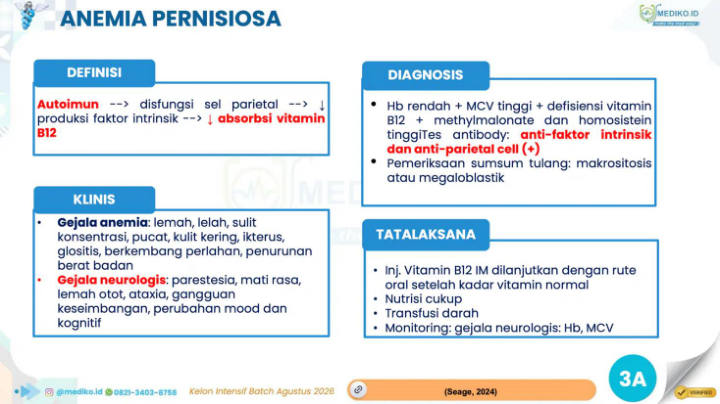 ANEMIA PERNISIOSA
MEDIKO.ID
DEFINISI
Autoimun --> disfungsi sel parietal --> ↓
produksi faktor intrinsik --> ↓ absorbsi vitamin
B12
KLINIS
• Gejala anemia: lemah, lelah, sulit
konsentrasi, pucat, kulit kering, ikterus,
glositis, berkembang perlahan, penurunan
berat badan
• Gejala neurologis: parestesia, mati rasa,
lemah otot, ataxia, gangguan
keseimbangan, perubahan mood dan
kognitif
DIAGNOSIS
• Hb rendah + MCV tinggi + defisiensi vitamin
B12 + methylmalonate dan homosistein
tinggiTes antibody: anti-faktor intrinsik
dan anti-parietal cell (+)
• Pemeriksaan sumsum tulang: makrositosis
atau megaloblastik
TATALAKSANA
• Inj. Vitamin B12 IM dilanjutkan dengan rute
oral setelah kadar vitamin normal
• Nutrisi cukup
• Transfusi darah
• Monitoring: gejala neurologis: Hb, MCV
@mediko.id 0821-3403-8758 Kelon Intensif Batch Agustus 2026
(Seage, 2024)
3A
VERIFIED